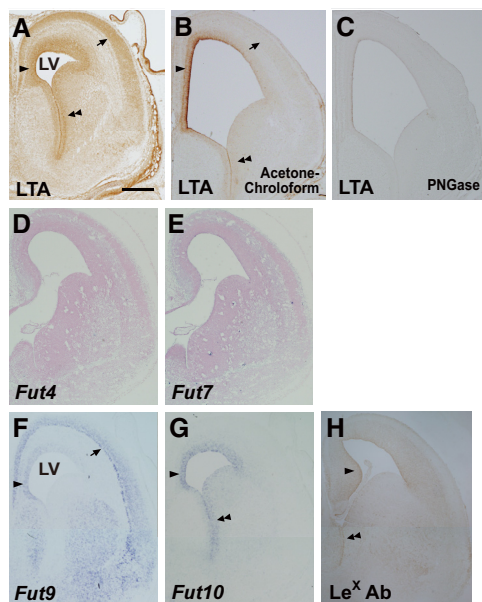 A
LV
LTA
B
LTA
Acetone-
Chroloform
C
LTA
PNGase
D
Fut4
E
Fut7
F
LV
Fut9
G
Fut10
H
Leˣ Ab